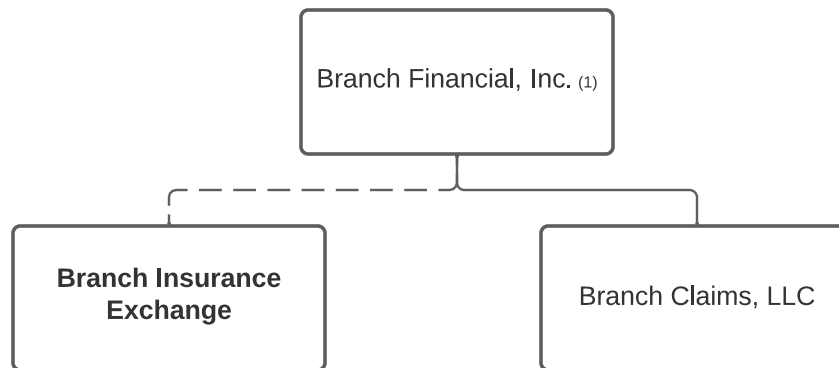 Branch Financial, Inc. (1)
Branch Insurance
Exchange
Branch Claims, LLC